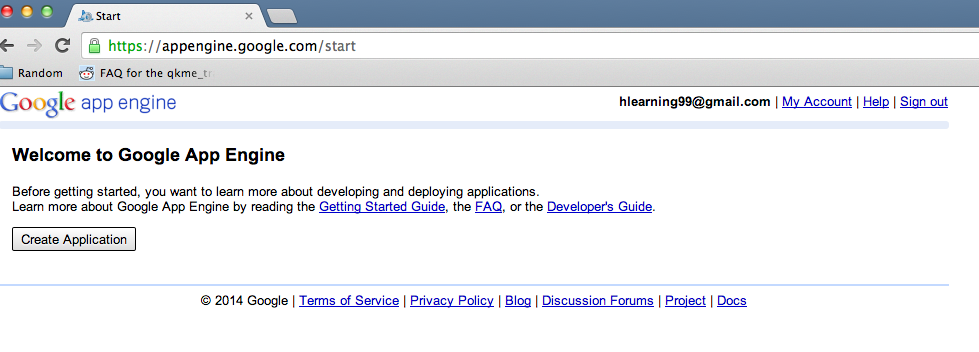 Start
https://appengine.google.com/start
Random FAQ for the qkme_tr
Google app engine
hlearning99@gmail.com | My Account | Help | Sign out
Welcome to Google App Engine
Before getting started, you want to learn more about developing and deploying applications.
Learn more about Google App Engine by reading the Getting Started Guide, the FAQ, or the Developer's Guide.
Create Application
© 2014 Google | Terms of Service | Privacy Policy | Blog | Discussion Forums | Project | Docs